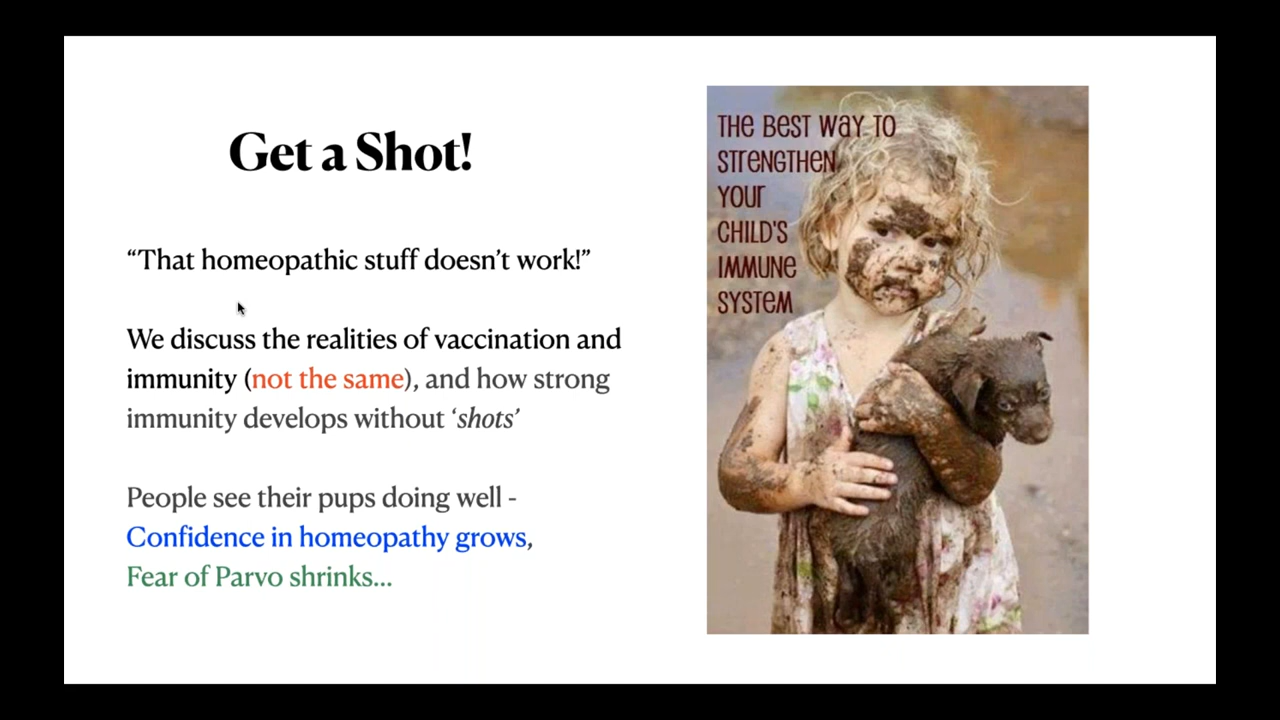 Get a Shot!
“That homeopathic stuff doesn’t work!”
We discuss the realities of vaccination and
immunity (not the same), and how strong
immunity develops without ‘shots’
People see their pups doing well -
Confidence in homeopathy grows,
Fear of Parvo shrinks...
THE BEST WAY TO
STRENGTHEN
YOUR
CHILD'S
IMMUNE
SYSTEM